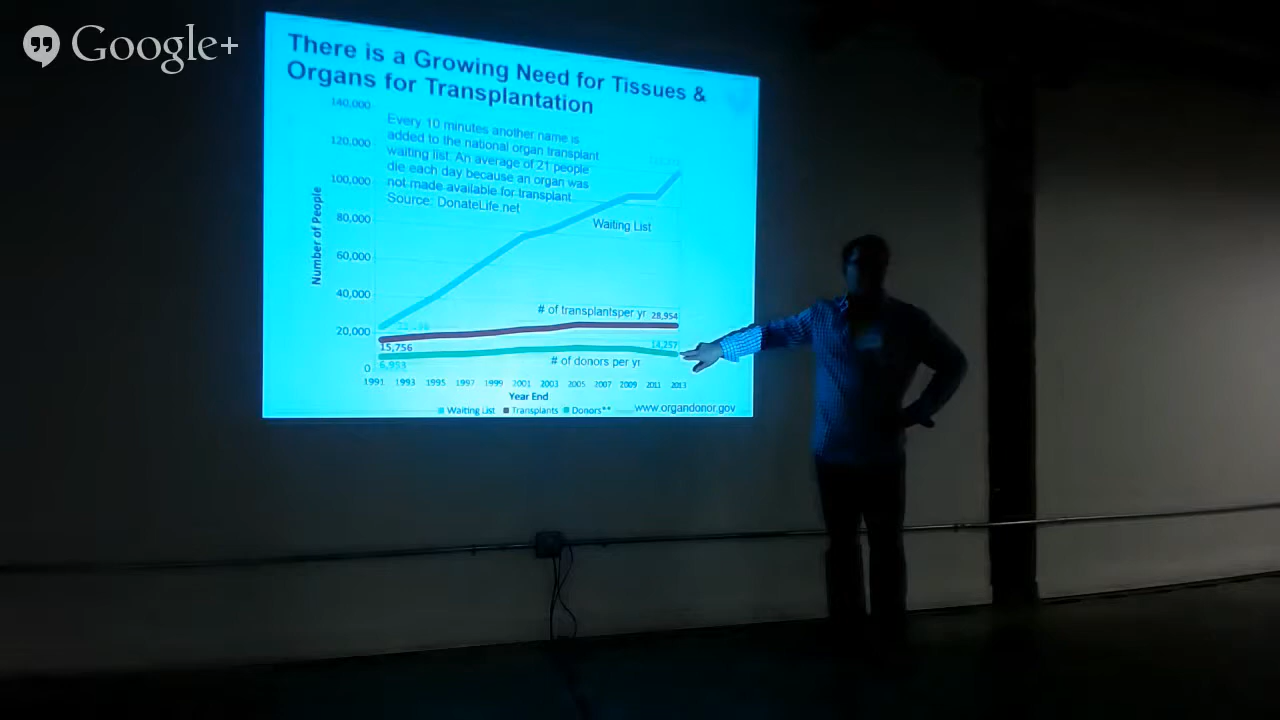 Google+
There is a Growing Need for Tissues &
Organs for Transplantation
140,000
120,000
100,000
80,000
60,000
40,000
20,000
0
Number of People
Every 10 minutes another name is
added to the national organ transplant
waiting list. An average of 21 people
die each day because an organ was
not made available for transplant
Source: DonateLife.net
Waiting List
# of transplantsper yr 28,954
15,756
14,257
# of donors per yr
6,953
1991 1993 1995 1997 1999 2001 2003 2005 2007 2009 2011 2013
Year End
Waiting List Transplants Donors**
www.organdonor.gov